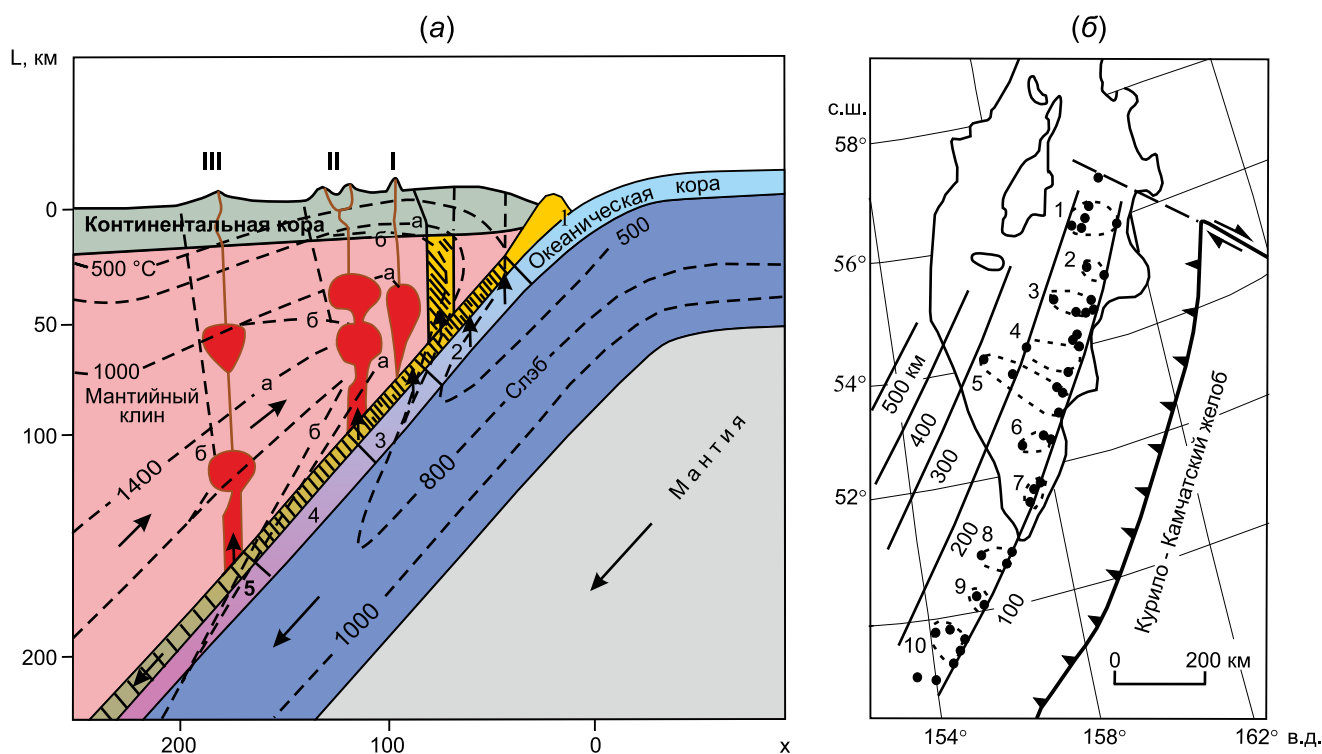 (а)
L, км
III
II
I
0
50
100
200
200
100
0
x
Континентальная кора
а
б
500 °C
1000
Мантийный
клин
1400
а
б
а
б
а
б
б
1
2
3
4
5
Океаническая кора
500
Слэб
800
1000
Мантия
(б)
с.ш.
58°
56°
54°
52°
154°
158°
162° в.д.
1
2
3
4
5
6
7
8
9
10
500 км
400
300
200
100
Курило - Камчатский желоб
0
200 км